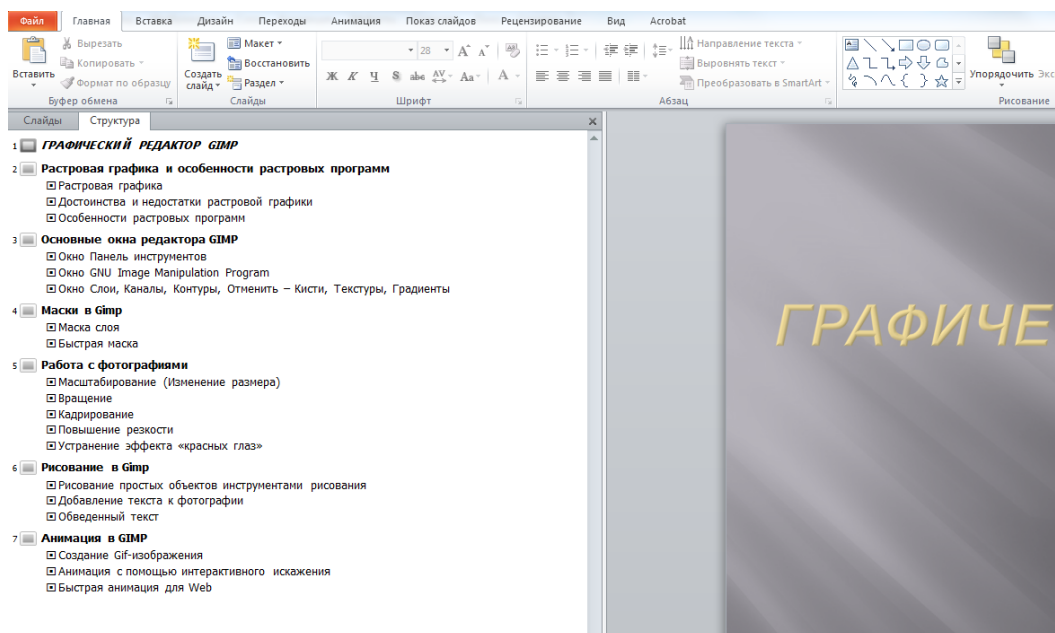 Файл Главная Вставка Дизайн Переходы Анимация Показ слайдов Рецензирование Вид Acrobat
Вставить
Вырезать
Копировать
Формат по образцу
Буфер обмена
Создать слайд
Макет
Восстановить
Раздел
Слайды
28
Ж К Ч S abc AV Aa A
Шрифт
Направление текста
Выровнять текст
Преобразовать в SmartArt
Абзац
Упорядочить
Рисование
Слайды Структура
1 ГРАФИЧЕСКИЙ РЕДАКТОР GIMP
2 Растровая графика и особенности растровых программ
Растровая графика
Достоинства и недостатки растровой графики
Особенности растровых программ
3 Основные окна редактора GIMP
Окно Панель инструментов
Окно GNU Image Manipulation Program
Окно Слои, Каналы, Контуры, Отменить – Кисти, Текстуры, Градиенты
4 Маски в Gimp
Маска слоя
Быстрая маска
5 Работа с фотографиями
Масштабирование (Изменение размера)
Вращение
Кадрирование
Повышение резкости
Устранение эффекта «красных глаз»
6 Рисование в Gimp
Рисование простых объектов инструментами рисования
Добавление текста к фотографии
Обведенный текст
7 Анимация в GIMP
Создание Gif-изображения
Анимация с помощью интерактивного искажения
Быстрая анимация для Web
ГРАФИЧЕ